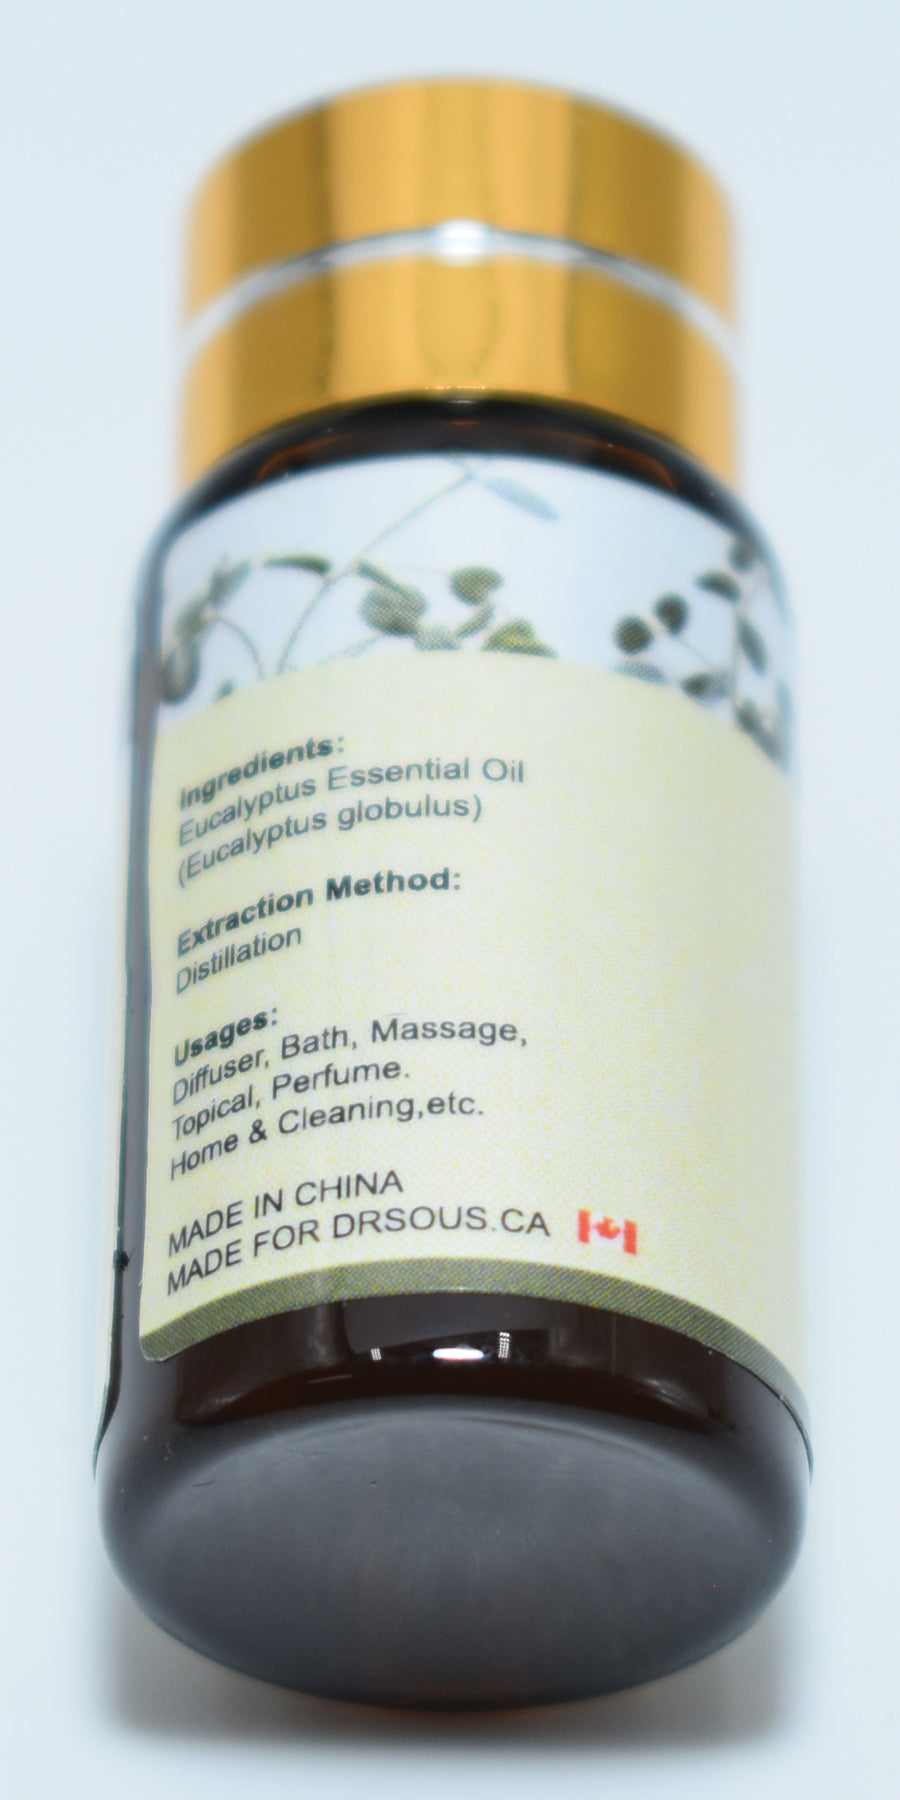 Ingredients:
Eucalyptus Essential Oil
(Eucalyptus globulus)
Extraction Method:
Distillation
Usages:
Diffuser, Bath, Massage,
Topical, Perfume.
Home & Cleaning,etc.
MADE IN CHINA
MADE FOR DRSOUS.CA